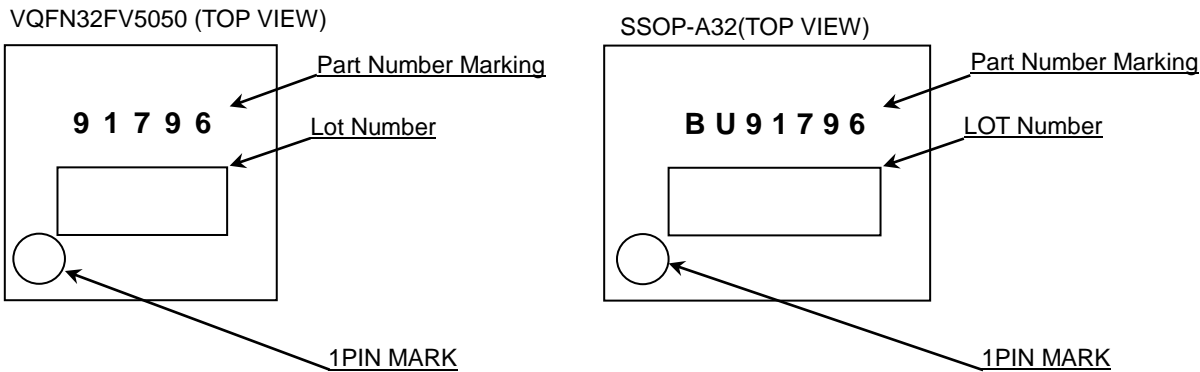 VQFN32FV5050 (TOP VIEW)
Part Number Marking
9 1 7 9 6
Lot Number
1PIN MARK
SSOP-A32(TOP VIEW)
Part Number Marking
B U 9 1 7 9 6
LOT Number
1PIN MARK